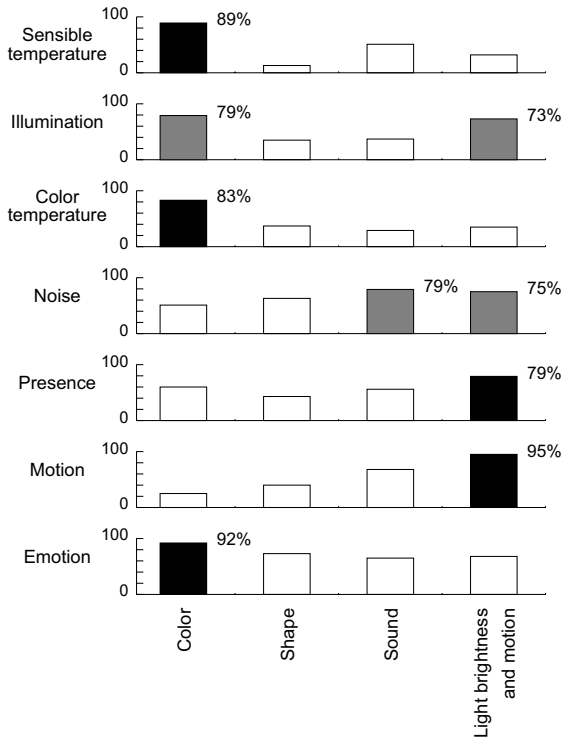 Sensible
temperature
100
0
89%
Illumination
100
0
79%
73%
Color
temperature
100
0
83%
Noise
100
0
79%
75%
Presence
100
0
79%
Motion
100
0
95%
Emotion
100
0
92%
Color
Shape
Sound
Light brightness
and motion